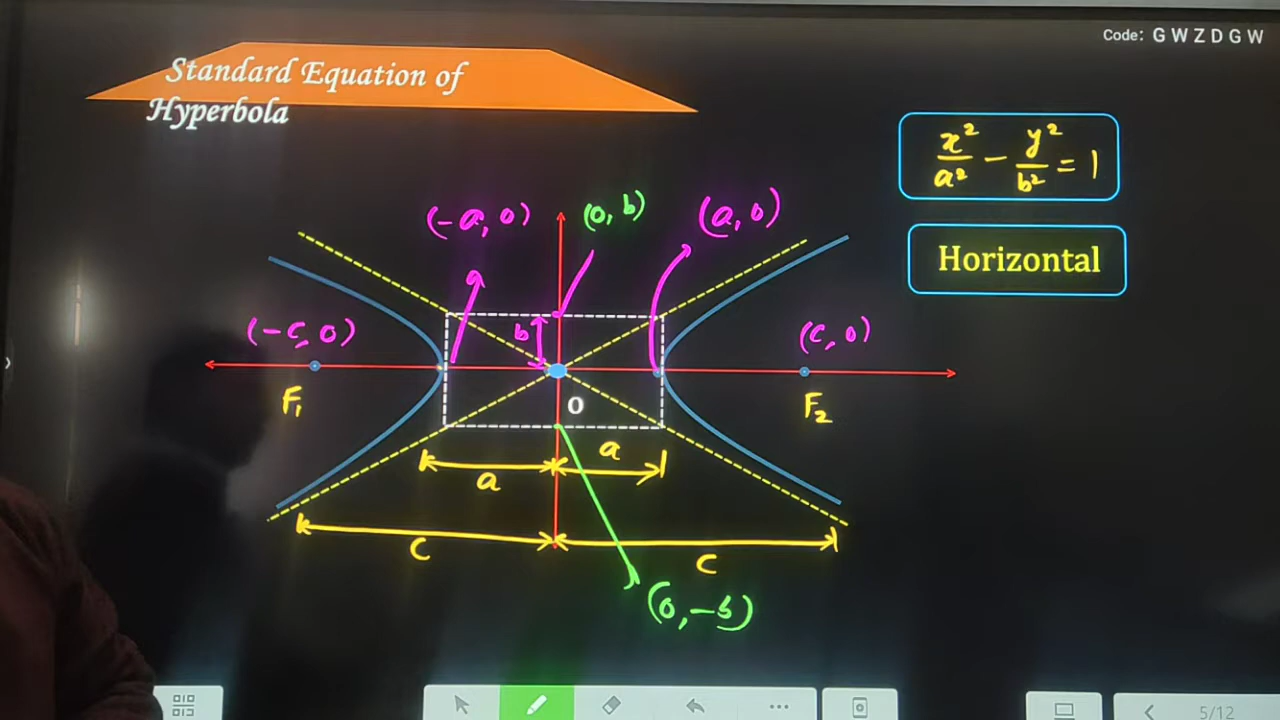 Code: G W Z D G W
Standard Equation of
Hyperbola
x²/a² - y²/b² = 1
Horizontal
(-a, 0)
(0, b)
(a, 0)
(-c, 0)
b
(c, 0)
F₁
O
F₂
a
a
c
c
(0, -b)
5/12